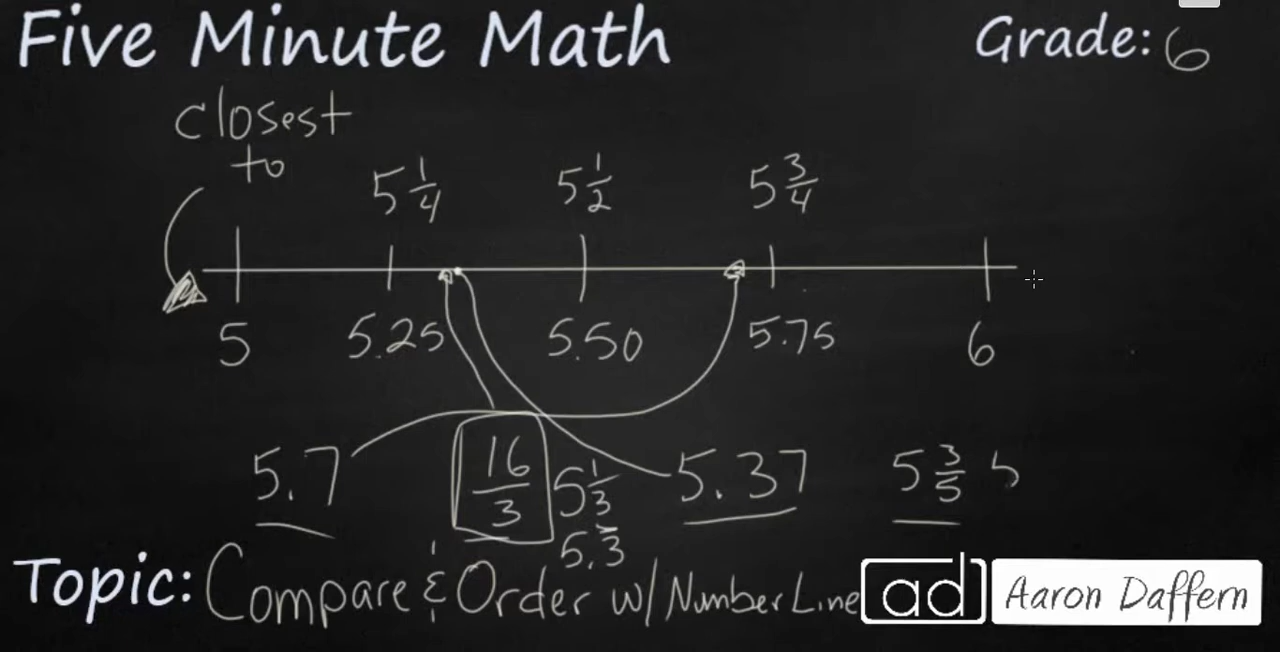 Five Minute Math Grade: 6
closest
to
5 1/4 5 1/2 5 3/4
5 5.25 5.50 5.75 6
5.7 16/3 5 1/3 5.37 5 3/5 5
5.3̅
Topic: Compare & Order w/ Number Line ad Aaron Daffern